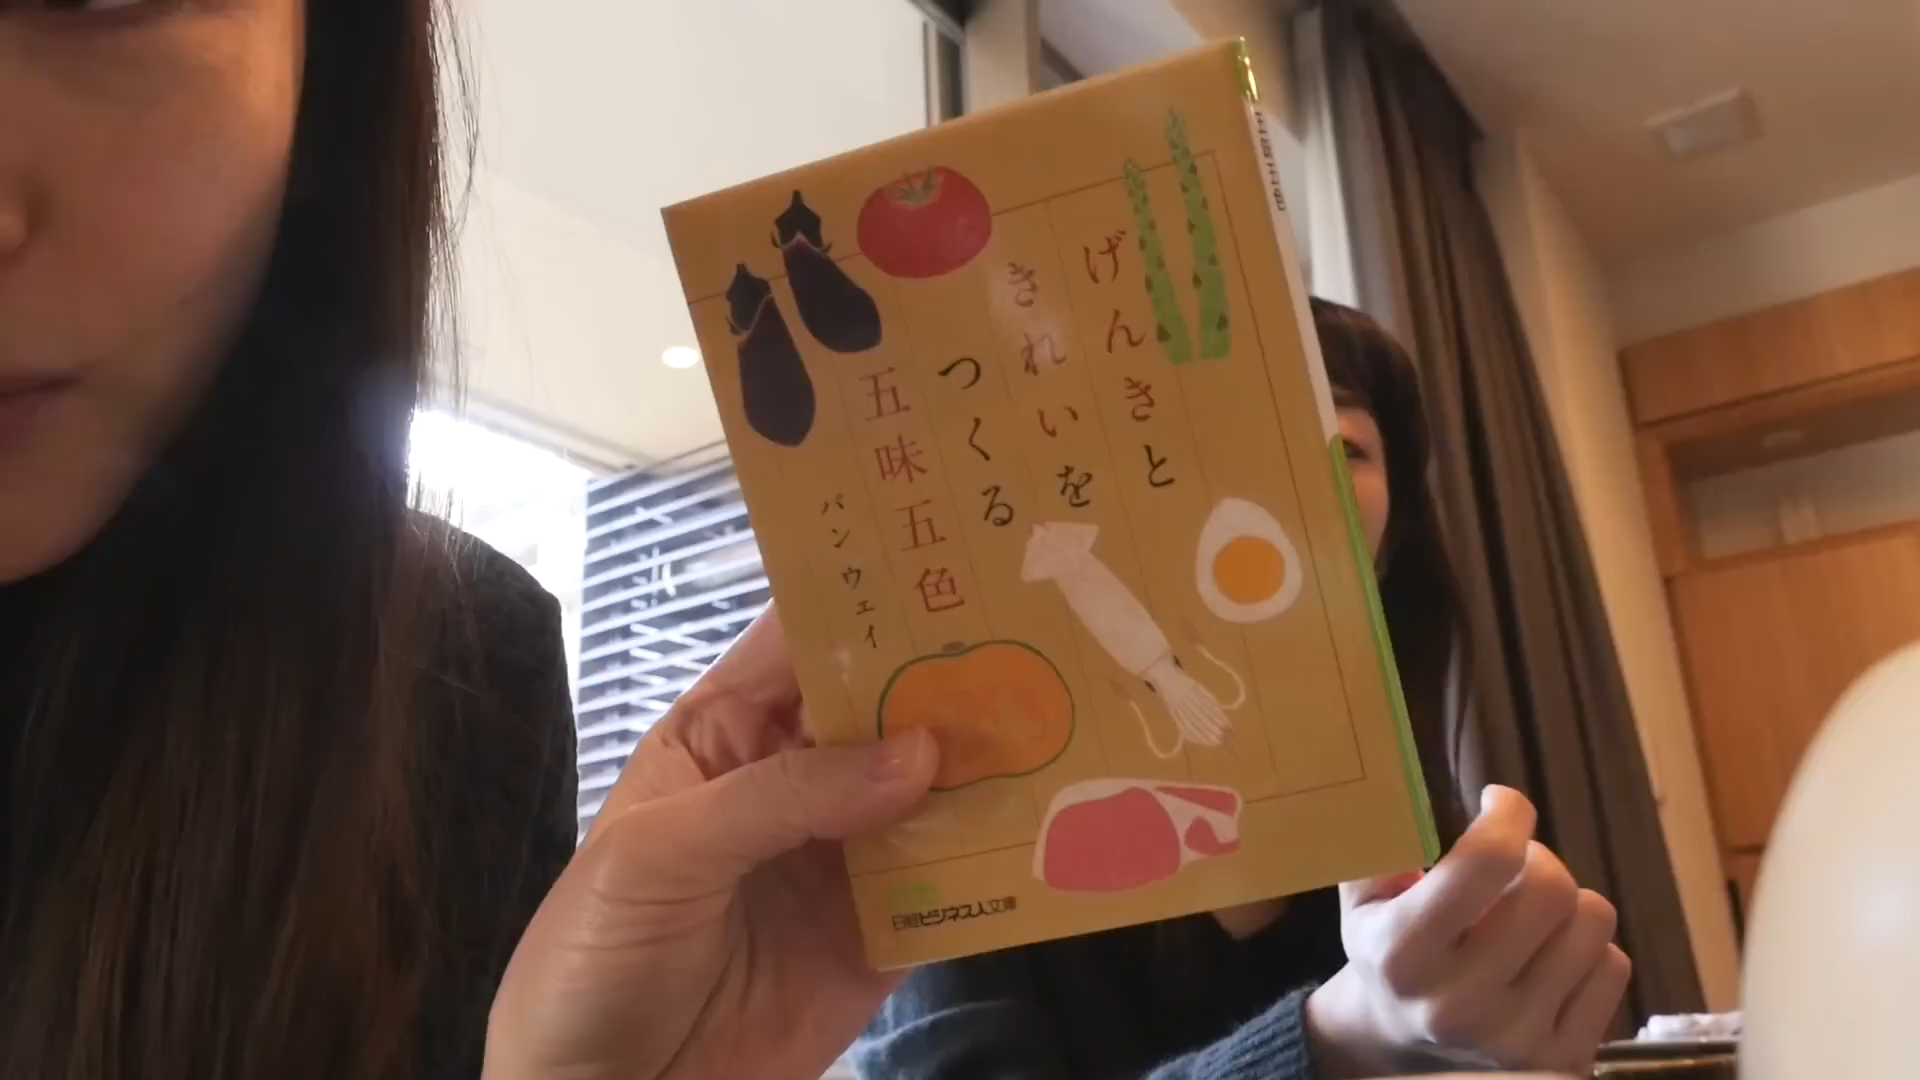 げんきと
きれいを
つくる
五味五色
パン ウェイ
日経ビジネス人文庫